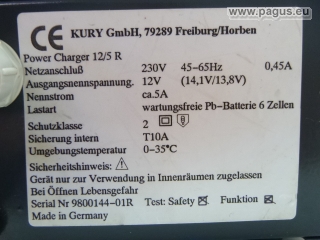 © www.pagus.eu
CE KURY GmbH, 79289 Freiburg/Horben
Power Charger 12/5 R
Netzanschluß 230V 45-65Hz 0,45A
Ausgangsnennspannung 12V (14,1V/13,8V)
Nennstrom ca.5A
Lastart wartungsfreie Pb-Batterie 6 Zellen
Schutzklasse 2
Sicherung intern T10A
Umgebungstemperatur 0-35°C
Sicherheitshinweis:
Gerät nur zur Verwendung in Innenräumen zugelassen
Bei Öffnen Lebensgefahr
Serial Nr 9800144-01R Test: Safety Funktion
Made in Germany